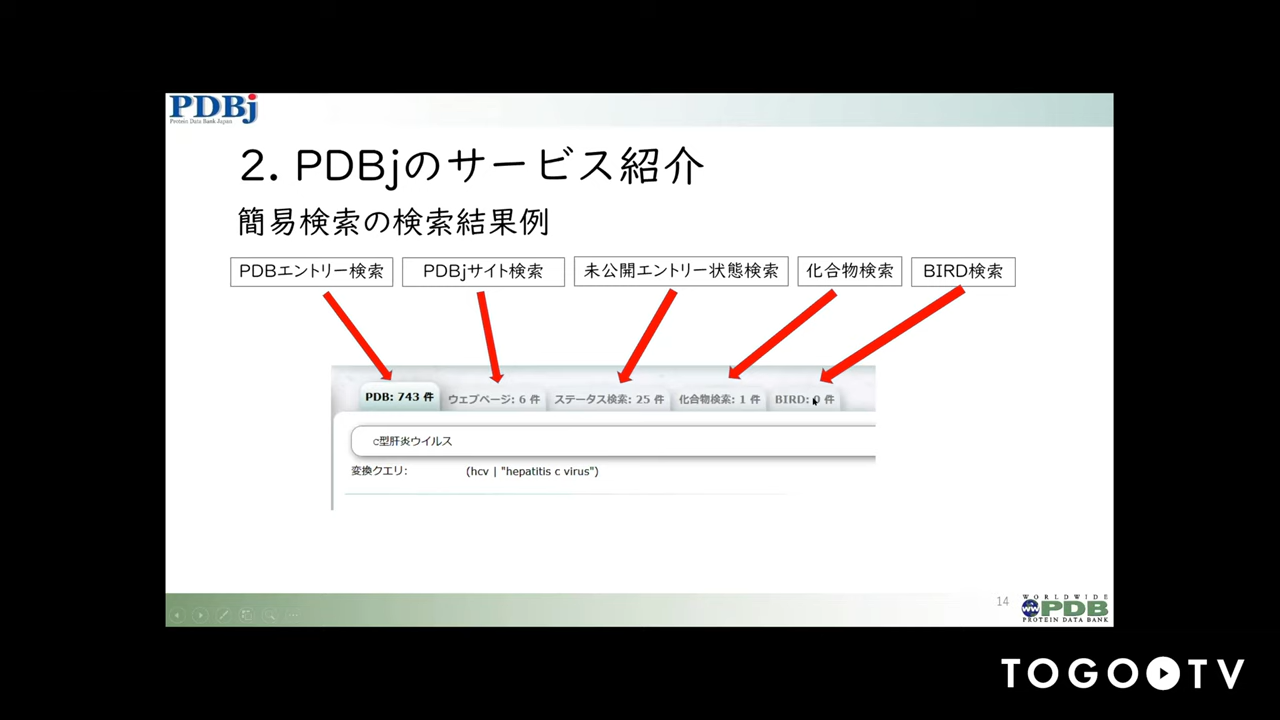 PDBj
Protein Data Bank Japan
2. PDBjのサービス紹介
簡易検索の検索結果例
PDBエントリー検索 PDBjサイト検索 未公開エントリー状態検索 化合物検索 BIRD検索
PDB: 743 件 ウェブページ: 6 件 ステータス検索: 25 件 化合物検索: 1 件 BIRD: 0 件
c型肝炎ウイルス
変換クエリ: (hcv | "hepatitis c virus")
14
WORLDWIDE
PDB
PROTEIN DATA BANK
TOGO TV